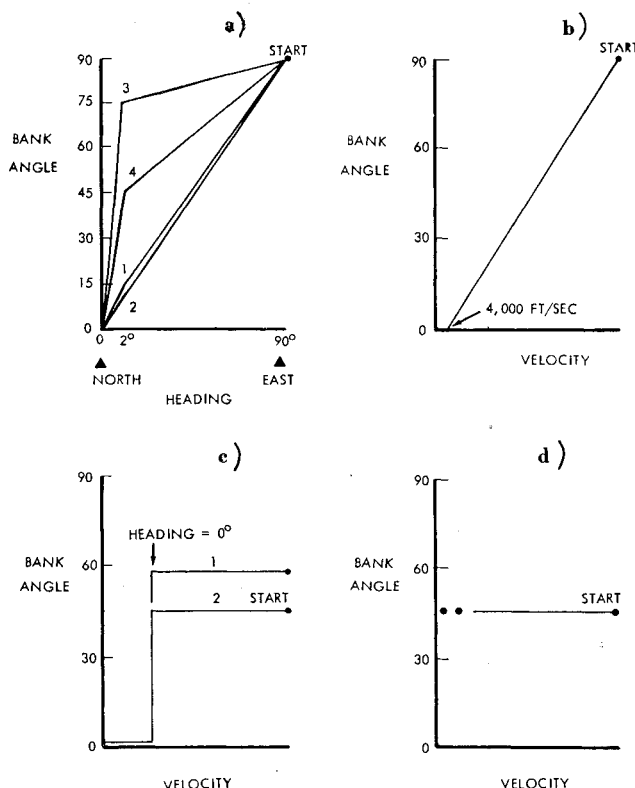 a )
START
90
3
75
BANK
ANGLE
60
4
45
30
15
1
2
0
0 2° 90°
NORTH EAST
HEADING
b )
START
90
BANK
ANGLE
60
30
4,000 FT/SEC
0
VELOCITY
c )
90
HEADING = 0°
BANK
ANGLE
60
1
2 START
30
0
VELOCITY
d )
90
BANK
ANGLE
60
START
30
0
VELOCITY